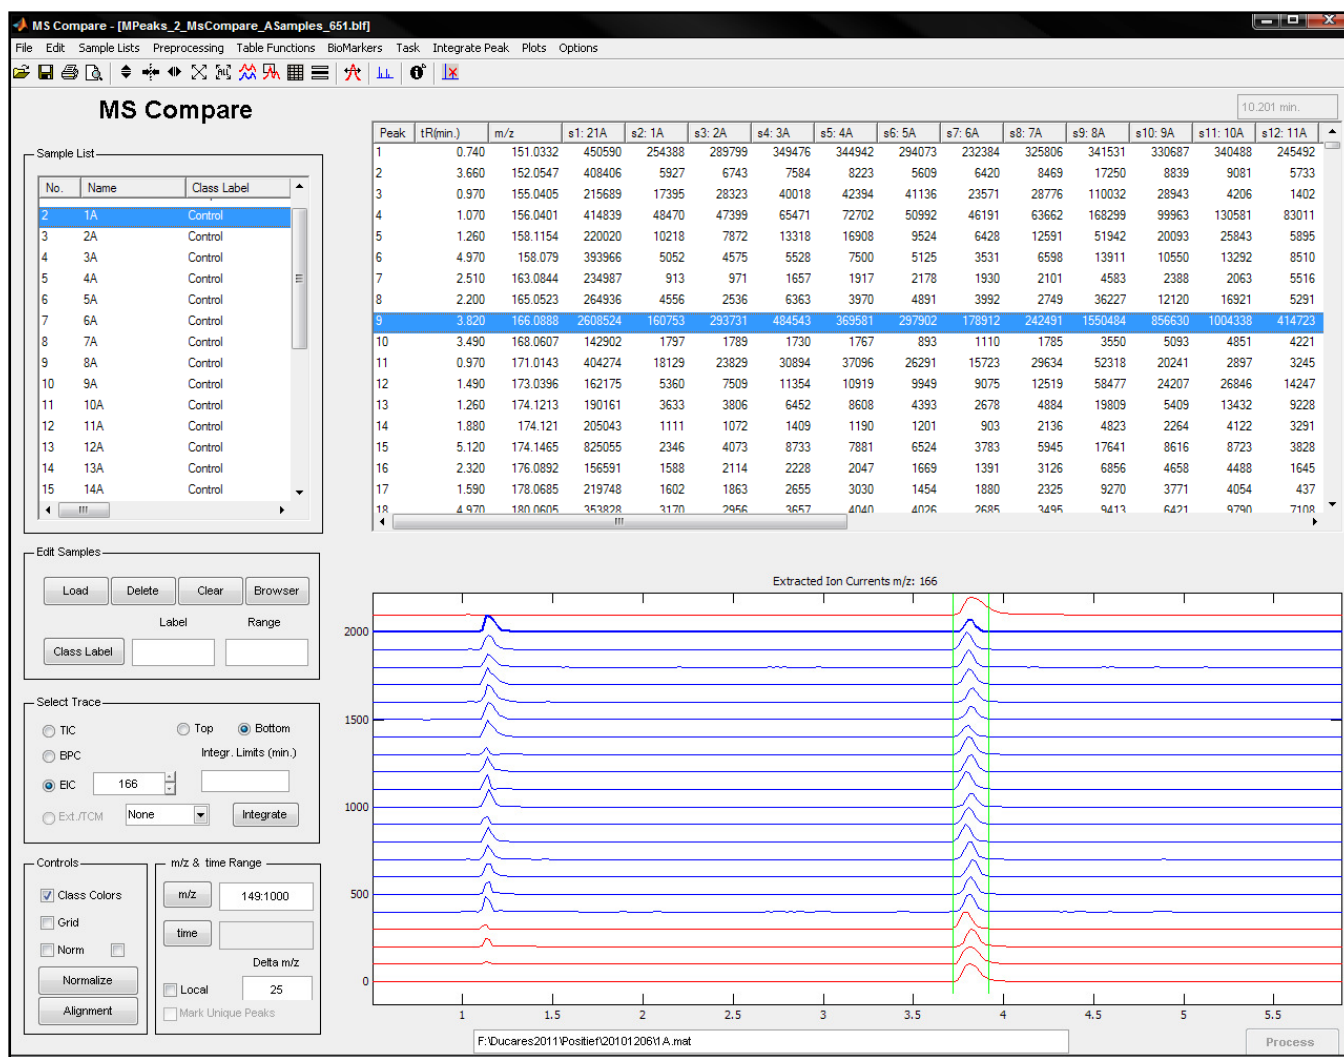 MS Compare - [MPeaks_2_MsCompare_ASamples_651.blf]
File Edit Sample Lists Preprocessing Table Functions BioMarkers Task Integrate Peak Plots Options
MS Compare
10.201 min.
Sample List
No. Name Class Label
2 1A Control
3 2A Control
4 3A Control
5 4A Control
6 5A Control
7 6A Control
8 7A Control
9 8A Control
10 9A Control
11 10A Control
12 11A Control
13 12A Control
14 13A Control
15 14A Control
Peak tR(min.) m/z s1: 21A s2: 1A s3: 2A s4: 3A s5: 4A s6: 5A s7: 6A s8: 7A s9: 8A s10: 9A s11: 10A s12: 11A
1 0.740 151.0332 450590 254388 289799 349476 344942 294073 232384 325806 341531 330687 340488 245492
2 3.660 152.0547 408406 5927 6743 7584 8223 5609 6420 8469 17250 8839 9081 5733
3 0.970 155.0405 215689 17395 28323 40018 42394 41136 23571 28776 110032 28943 4206 1402
4 1.070 156.0401 414839 48470 47399 65471 72702 50992 46191 63662 168299 99963 130581 83011
5 1.260 158.1154 220020 10218 7872 13318 16908 9524 6428 12591 51942 20093 25843 5895
6 4.970 158.079 393966 5052 4575 5528 7500 5125 3531 6598 13911 10550 13292 8510
7 2.510 163.0844 234987 913 971 1657 1917 2178 1930 2101 4583 2388 2063 5516
8 2.200 165.0523 264936 4556 2536 6363 3970 4891 3992 2749 36227 12120 16921 5291
9 3.820 166.0888 2608524 160753 293731 484543 369581 297902 178912 242491 1550484 856630 1004338 414723
10 3.490 168.0607 142902 1797 1789 1730 1767 893 1110 1785 3550 5093 4851 4221
11 0.970 171.0143 404274 18129 23829 30894 37096 26291 15723 29634 52318 20241 2897 3245
12 1.490 173.0396 162175 5360 7509 11354 10919 9949 9075 12519 58477 24207 26846 14247
13 1.260 174.1213 190161 3633 3806 6452 8608 4393 2678 4884 19809 5409 13432 9228
14 1.880 174.121 205043 1111 1072 1409 1190 1201 903 2136 4823 2264 4122 3291
15 5.120 174.1465 825055 2346 4073 8733 7881 6524 3783 5945 17641 8616 8723 3828
16 2.320 176.0892 156591 1588 2114 2228 2047 1669 1391 3126 6856 4658 4488 1645
17 1.590 178.0685 219748 1602 1863 2655 3030 1454 1880 2325 9270 3771 4054 437
18 4.970 180.0605 353828 3170 2956 3657 4040 4026 2685 3495 9413 6421 9790 7108
Edit Samples
Load Delete Clear Browser
Label Range
Class Label
Select Trace
TIC Top Bottom
BPC Integr. Limits (min.)
EIC 166
Ext./TCM None Integrate
Controls
Class Colors
Grid
Norm
Normalize
Alignment
m/z & time Range
m/z 149:1000
time
Delta m/z
Local 25
Mark Unique Peaks
Extracted Ion Currents m/z: 166
2000
1500
1000
500
0
1 1.5 2 2.5 3 3.5 4 4.5 5 5.5
F:\Ducares2011\Positief\20101206\1A.mat
Process